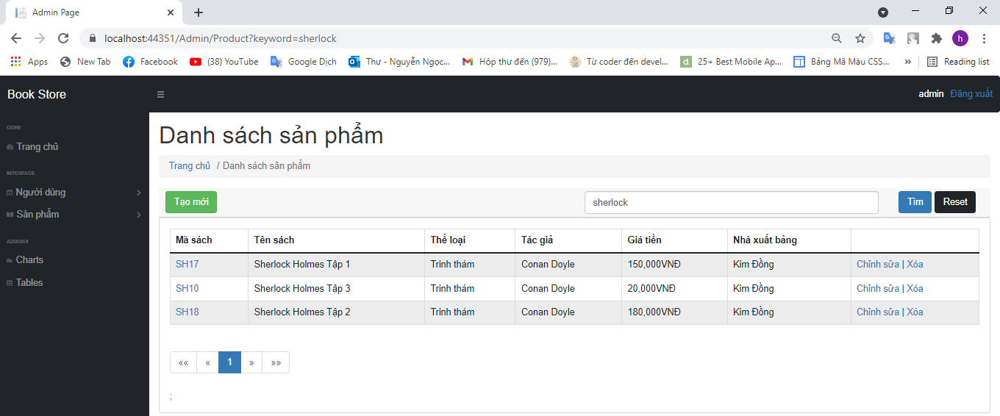 Admin Page
localhost:44351/Admin/Product?keyword=sherlock
Apps New Tab Facebook (38) YouTube Google Dịch Thư - Nguyễn Ngọc... Hộp thư đến (979)... Từ coder đến devel... d 25+ Best Mobile Ap... Bảng Mã Màu CSS... » Reading list
h
Book Store
admin Đăng xuất
CORE
Trang chủ
INTERFACE
Người dùng
Sản phẩm
ADDONS
Charts
Tables
Danh sách sản phẩm
Trang chủ / Danh sách sản phẩm
Tạo mới sherlock Tìm Reset
Mã sách Tên sách Thể loại Tác giả Giá tiền Nhà xuất bảng
SH17 Sherlock Holmes Tập 1 Trinh thám Conan Doyle 150,000VNĐ Kim Đồng Chỉnh sửa | Xóa
SH10 Sherlock Holmes Tập 3 Trinh thám Conan Doyle 20,000VNĐ Kim Đồng Chỉnh sửa | Xóa
SH18 Sherlock Holmes Tập 2 Trinh thám Conan Doyle 180,000VNĐ Kim Đồng Chỉnh sửa | Xóa
«« « 1 » »»
;